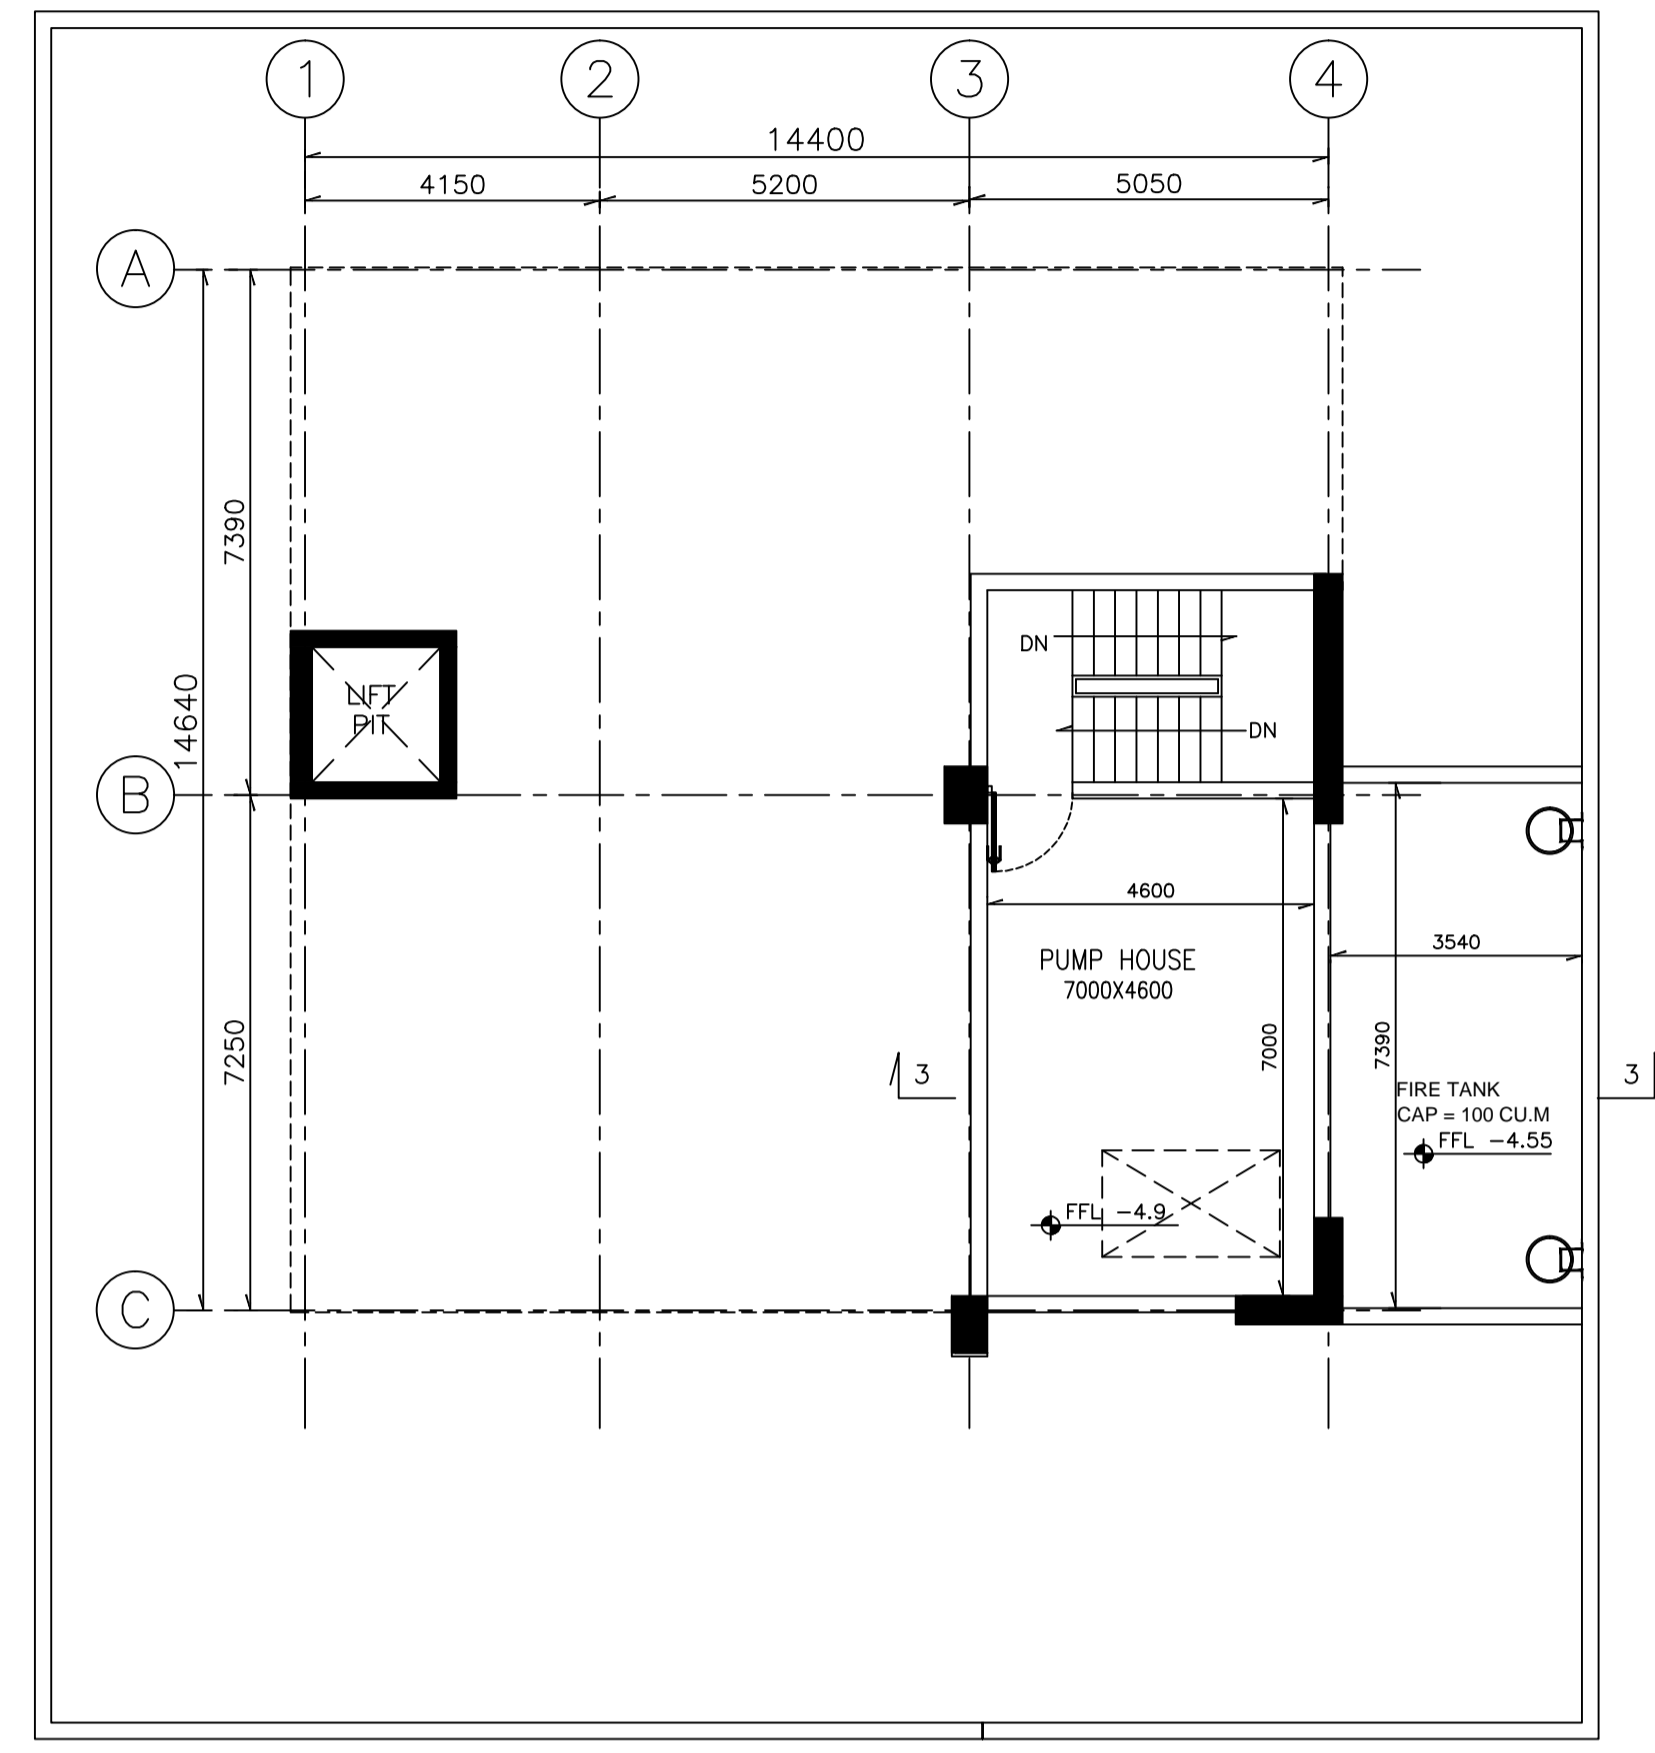 1 2 3 4
14400
4150 5200 5050
A
7390
DN
LIFT
PIT
14640
DN
B
4600
3540
PUMP HOUSE
7000X4600
7250
7000
7390
3
3
FIRE TANK
CAP = 100 CU.M
FFL -4.55
FFL -4.9
C